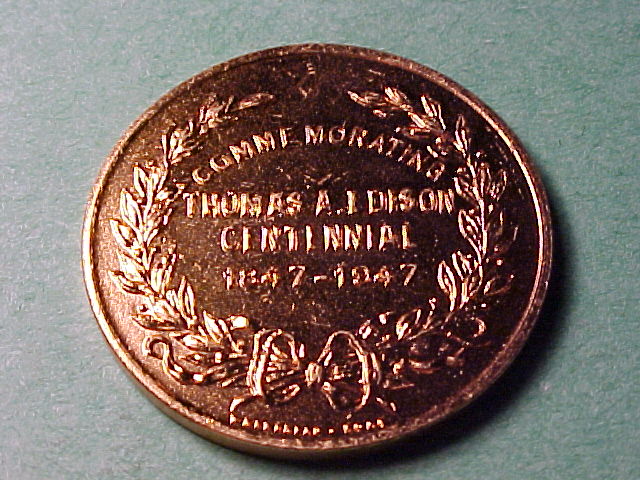 COMMEMORATING
THOMAS A. EDISON
CENTENNIAL
1847-1947